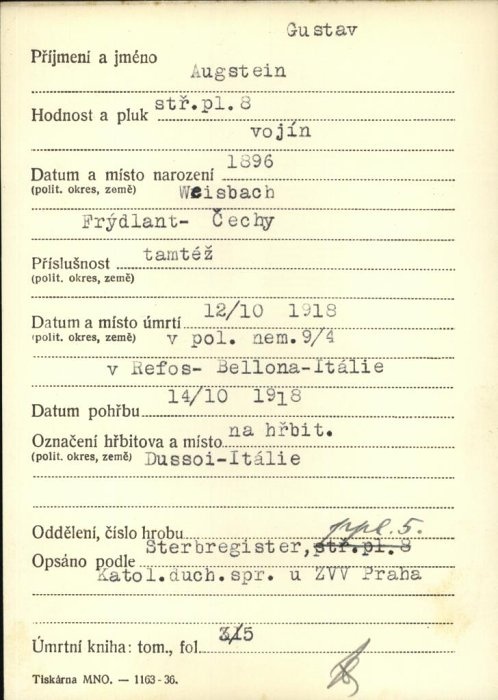 Gustav
Příjmení a jméno
Augstein
Hodnost a pluk stř.pl.8
vojín
Datum a místo narození 1896
(polit. okres, země) Weisbach
Frýdlant- Čechy
Příslušnost tamtéž
(polit. okres, země)
Datum a místo úmrtí 12/10 1918
(polit. okres, země) v pol. nem.9/4
v Refos- Bellona-Itálie
Datum pohřbu 14/10 1918
Označení hřbitova a místo na hřbit.
(polit. okres, země) Dussoi-Itálie
Oddělení, číslo hrobu ppl. 5.
Opsáno podle Sterbregister, stř.pl.8
Katol.duch.spr. u ZVV Praha
Úmrtní kniha: tom., fol. 3/5
Tiskárna MNO. — 1163-36.